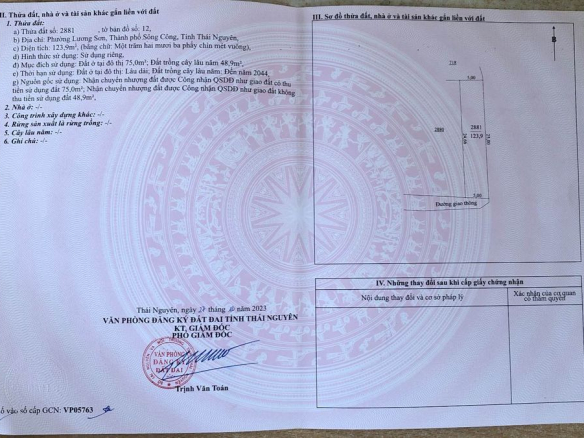 II. Thửa đất, nhà ở và tài sản khác gắn liền với đất
1. Thửa đất:
a) Thửa đất số: 2881 , tờ bản đồ số: 12,
b) Địa chỉ: Phường Lương Sơn, Thành phố Sông Công, Tỉnh Thái Nguyên,
c) Diện tích: 123,9m², (bằng chữ: Một trăm hai mươi ba phẩy chín mét vuông),
d) Hình thức sử dụng: Sử dụng riêng,
đ) Mục đích sử dụng: Đất ở tại đô thị 75,0m²; Đất trồng cây lâu năm 48,9m²,
e) Thời hạn sử dụng: Đất ở tại đô thị: Lâu dài; Đất trồng cây lâu năm: Đến năm 2044,
g) Nguồn gốc sử dụng: Nhận chuyển nhượng đất được Công nhận QSDĐ như giao đất có thu
tiền sử dụng đất 75,0m²; Nhận chuyển nhượng đất được Công nhận QSDĐ như giao đất không
thu tiền sử dụng đất 48,9m².
2. Nhà ở: -/-
3. Công trình xây dựng khác: -/-
4. Rừng sản xuất là rừng trồng: -/-
5. Cây lâu năm: -/-
6. Ghi chú: -/-
Thái Nguyên, ngày tháng năm 2023
VĂN PHÒNG ĐĂNG KÝ ĐẤT ĐAI TỈNH THÁI NGUYÊN
KT. GIÁM ĐỐC
PHÓ GIÁM ĐỐC
VĂN PHÒNG
ĐĂNG KÝ
ĐẤT ĐAI
Trịnh Văn Toán
ố vào sổ cấp GCN: VP05763
III. Sơ đồ thửa đất, nhà ở và tài sản khác gắn liền với đất
B
5.00
2881
2881
123,9
5.00
Đường giao thông
IV. Những thay đổi sau khi cấp giấy chứng nhận
Nội dung thay đổi và cơ sở pháp lý
Xác nhận của cơ quan
có thẩm quyền